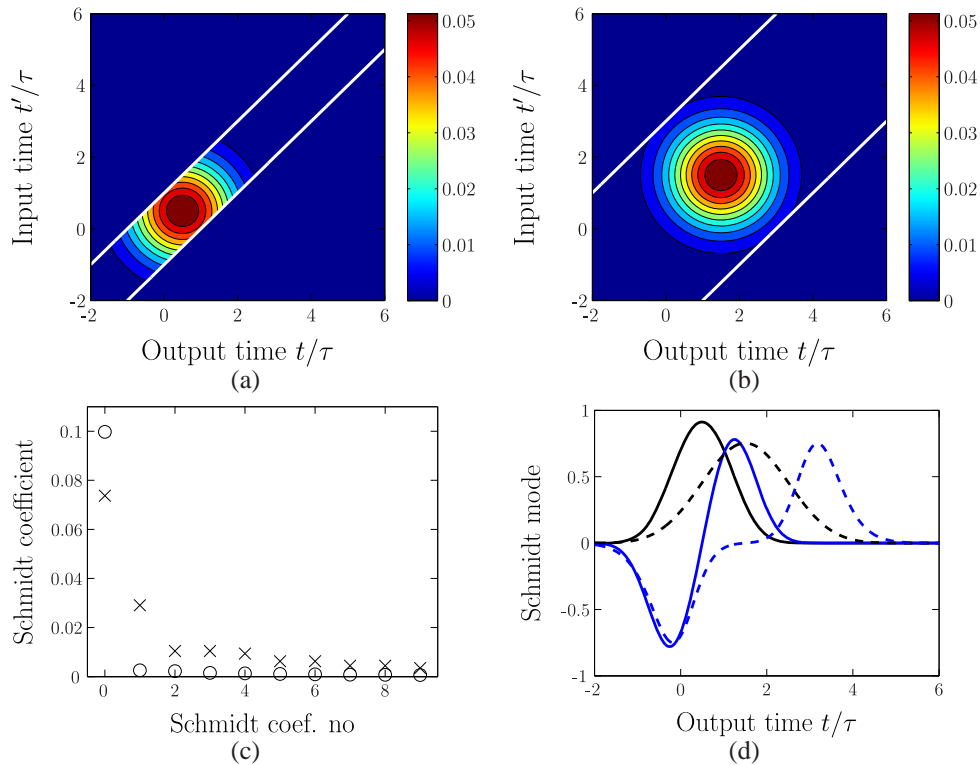 6
4
2
0
-2
-2 0 2 4 6
0.05
0.04
0.03
0.02
0.01
0
Input time t′/τ
Output time t/τ
(a)
6
4
2
0
-2
-2 0 2 4 6
0.05
0.04
0.03
0.02
0.01
0
Input time t′/τ
Output time t/τ
(b)
0.1
0.08
0.06
0.04
0.02
0
0 2 4 6 8
Schmidt coefficient
Schmidt coef. no
(c)
1
0.5
0
-0.5
-1
-2 0 2 4 6
Schmidt mode
Output time t/τ
(d)